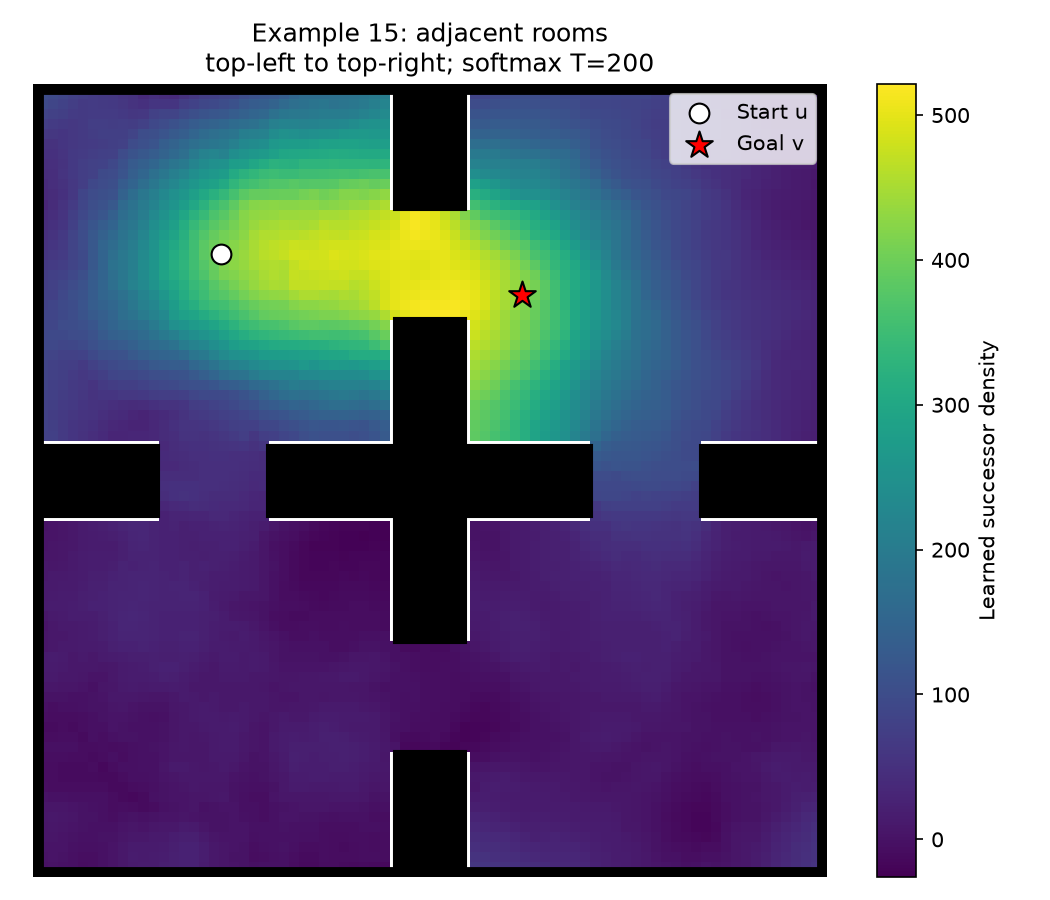 Example 15: adjacent rooms
top-left to top-right; softmax T=200
Start u
Goal v
500
400
300
200
100
0
Learned successor density